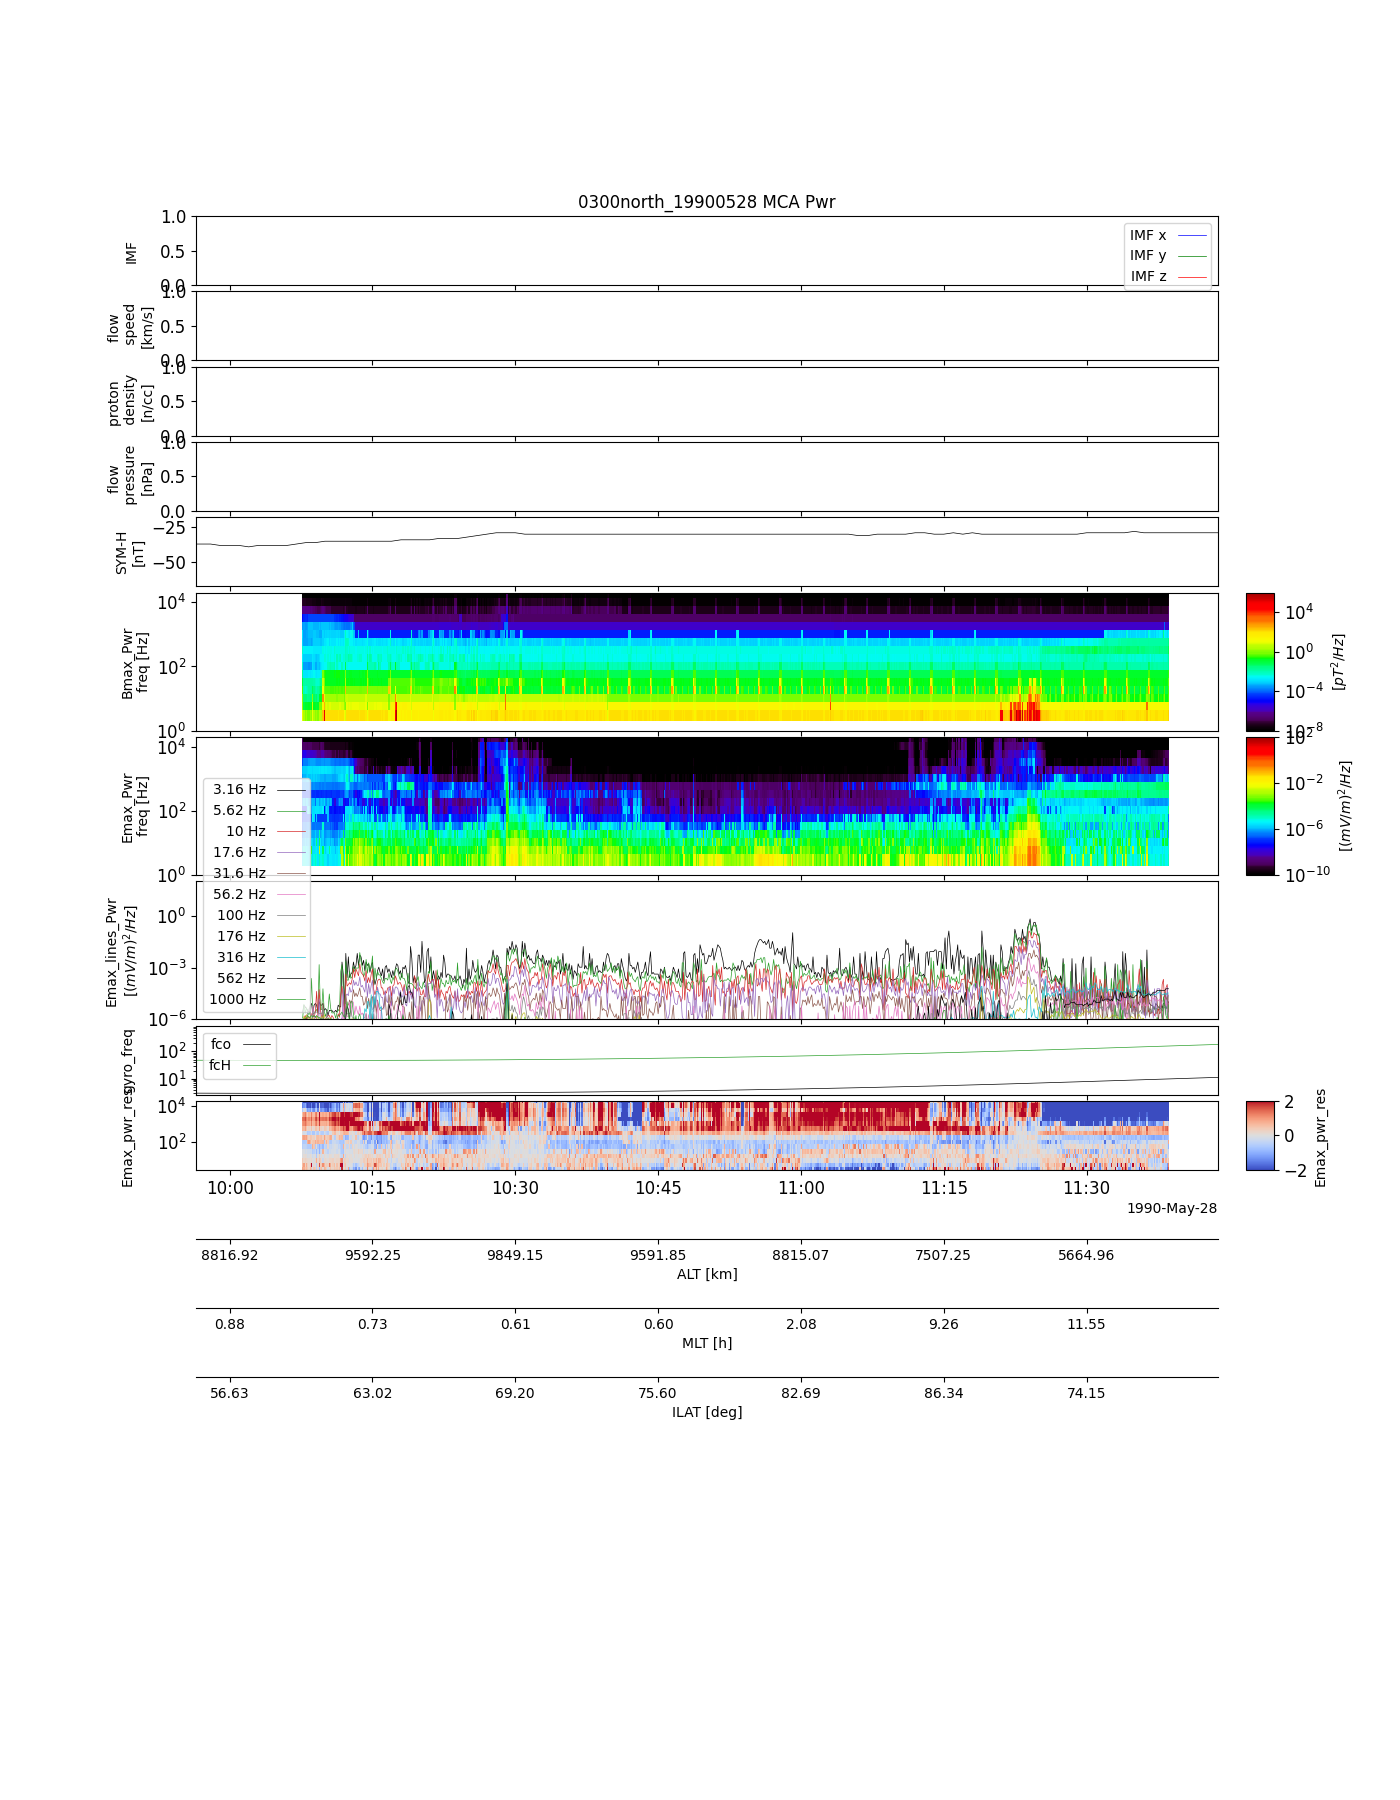 0300north_19900528 MCA Pwr
1.0
0.5
0.0
IMF
IMF x
IMF y
IMF z
1.0
0.5
0.0
flow
speed
[km/s]
1.0
0.5
0.0
proton
density
[n/cc]
1.0
0.5
0.0
flow
pressure
[nPa]
−25
−50
SYM-H
[nT]
10^4
10^2
10^0
Bmax_Pwr
freq [Hz]
10^4
10^0
10^−4
10^−8
[pT^2/Hz]
10^4
10^2
10^0
Emax_Pwr
freq [Hz]
10^2
10^−2
10^−6
10^−10
[(mV/m)^2/Hz]
3.16 Hz
5.62 Hz
10 Hz
17.6 Hz
31.6 Hz
56.2 Hz
100 Hz
176 Hz
316 Hz
562 Hz
1000 Hz
10^0
10^−3
10^−6
Emax_lines_Pwr
[(mV/m)^2/Hz]
10^2
10^1
gyro_freq
fco
fcH
10^4
10^2
Emax_pwr_res
2
0
−2
Emax_pwr_res
10:00 10:15 10:30 10:45 11:00 11:15 11:30
1990-May-28
8816.92 9592.25 9849.15 9591.85 8815.07 7507.25 5664.96
ALT [km]
0.88 0.73 0.61 0.60 2.08 9.26 11.55
MLT [h]
56.63 63.02 69.20 75.60 82.69 86.34 74.15
ILAT [deg]